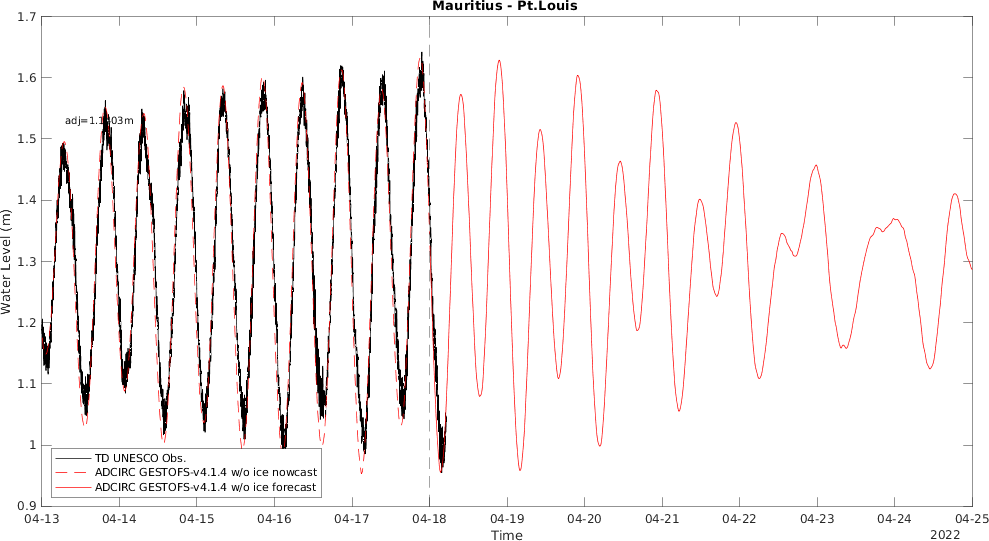 Mauritius - Pt.Louis
1.7
1.6
1.5
1.4
1.3
1.2
1.1
1
0.9
Water Level (m)
TD UNESCO Obs.
ADCIRC GESTOFS-v4.1.4 w/o ice nowcast
ADCIRC GESTOFS-v4.1.4 w/o ice forecast
04-13 04-14 04-15 04-16 04-17 04-18 04-19 04-20 04-21 04-22 04-23 04-24 04-25
Time
2022